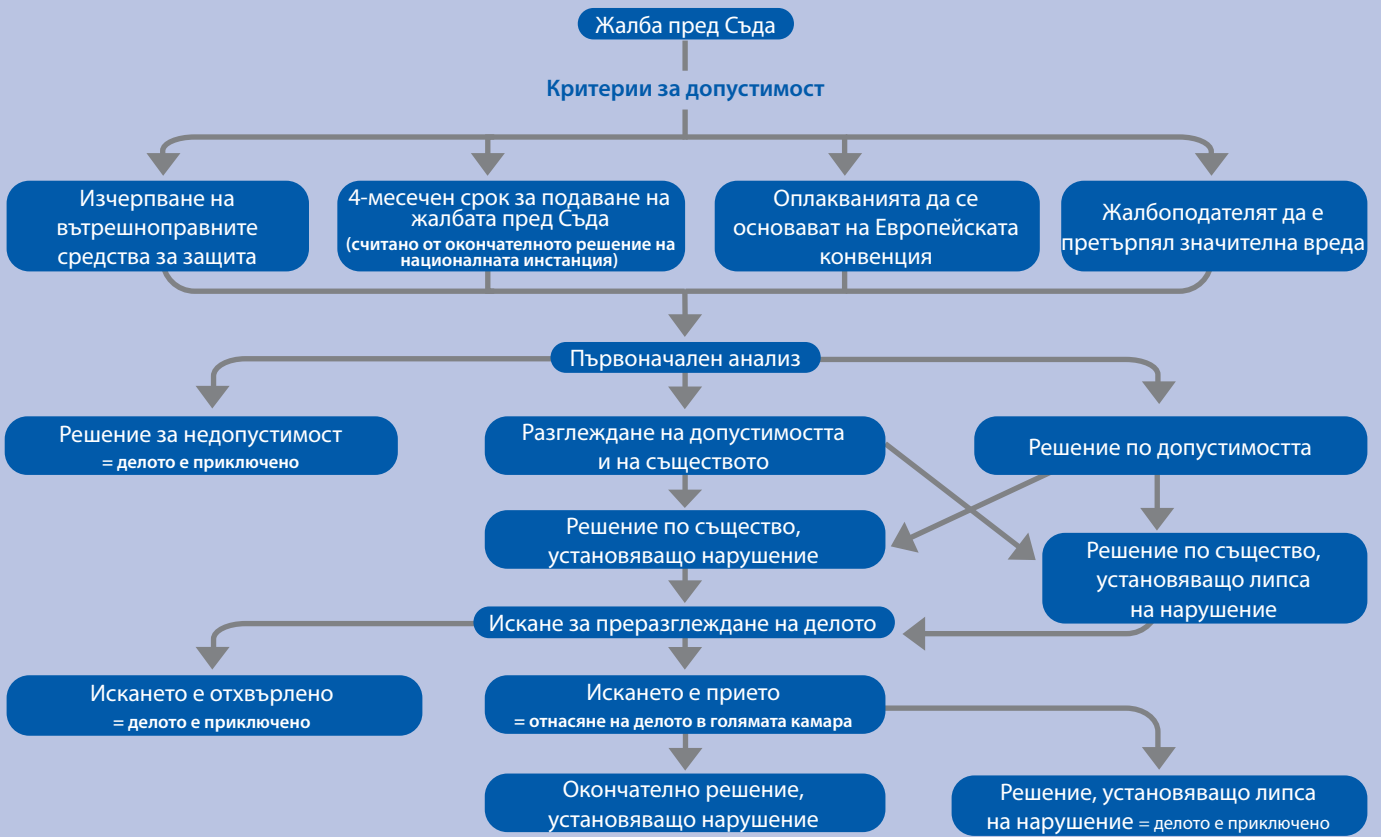 Жалба пред Съда
Критерии за допустимост
Изчерпване на
вътрешноправните
средства за защита
4-месечен срок за подаване на
жалбата пред Съда
(считано от окончателното решение на
националната инстанция)
Оплакванията да се
основават на Европейската
конвенция
Жалбоподателят да е
претърпял значителна вреда
Първоначален анализ
Решение за недопустимост
= делото е приключено
Разглеждане на допустимостта
и на съществото
Решение по допустимостта
Решение по същество,
установяващо нарушение
Решение по същество,
установяващо липса
на нарушение
Искане за преразглеждане на делото
Искането е отхвърлено
= делото е приключено
Искането е прието
= отнасяне на делото в голямата камара
Окончателно решение,
установяващо нарушение
Решение, установяващо липса
на нарушение = делото е приключено